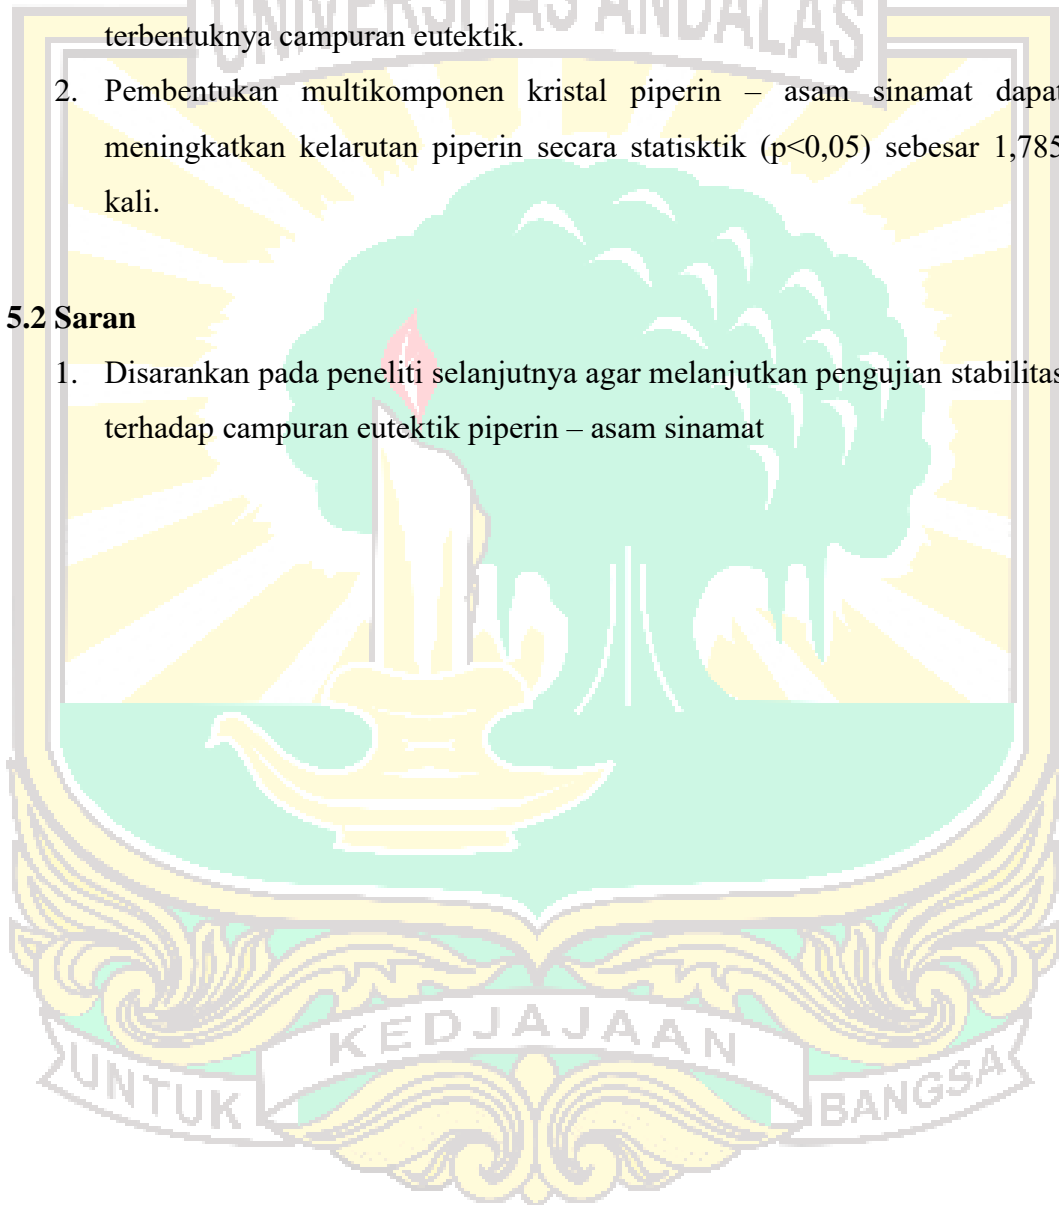 UNIVERSITAS ANDALAS
terbentuknya campuran eutektik.
2. Pembentukan multikomponen kristal piperin – asam sinamat dapat
meningkatkan kelarutan piperin secara statisktik (p<0,05) sebesar 1,785
kali.
5.2 Saran
1. Disarankan pada peneliti selanjutnya agar melanjutkan pengujian stabilitas
terhadap campuran eutektik piperin – asam sinamat
UNTUK KEDJAJAAN BANGSA